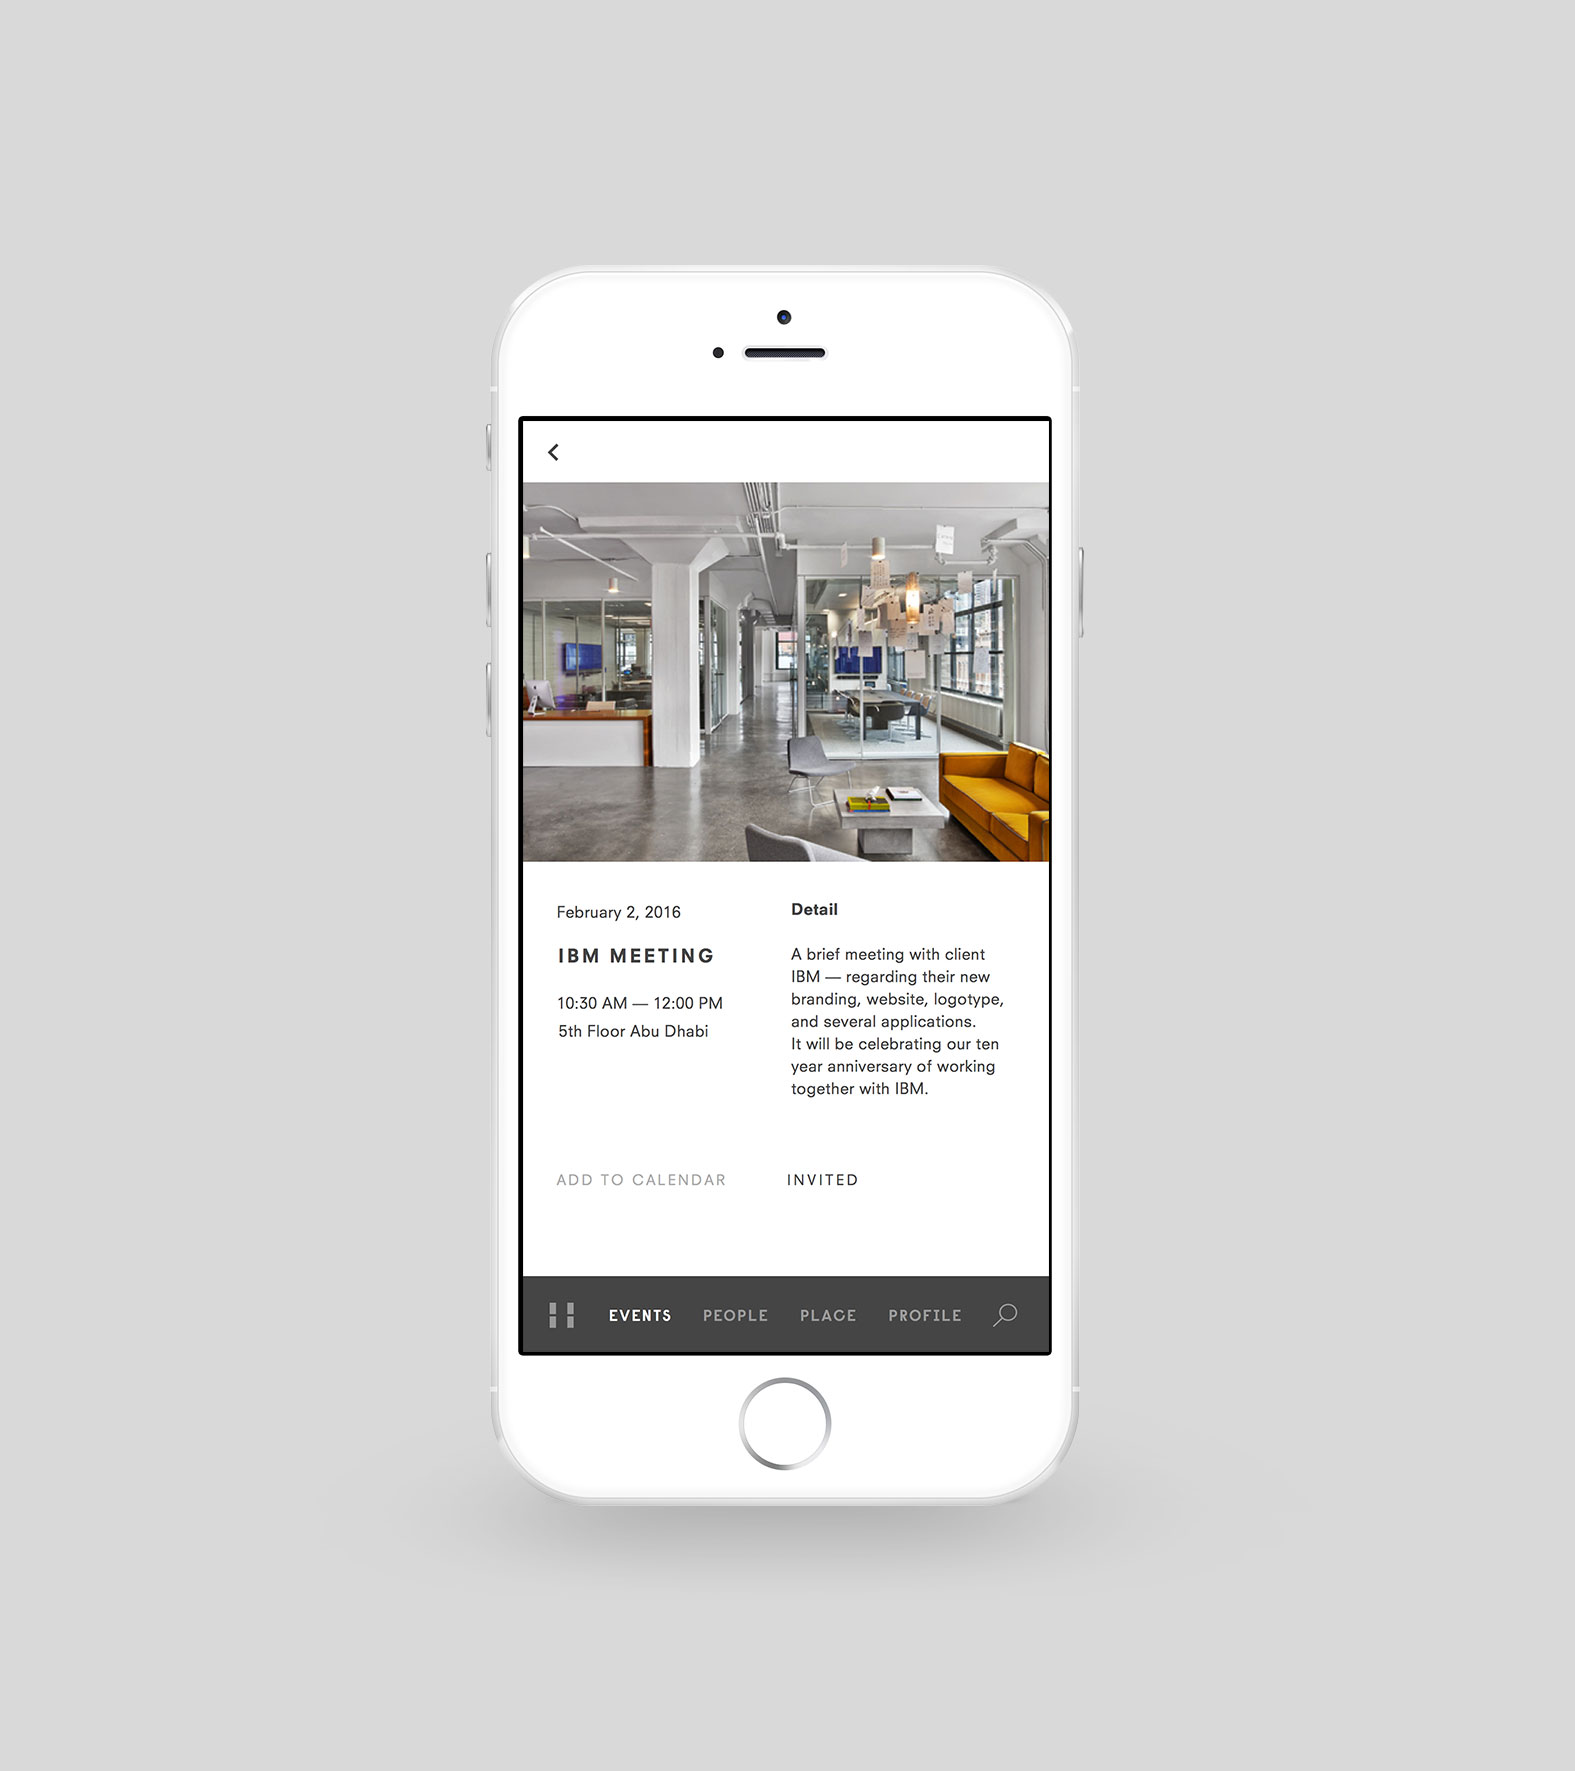 February 2, 2016
IBM MEETING
10:30 AM — 12:00 PM
5th Floor Abu Dhabi
Detail
A brief meeting with client
IBM — regarding their new
branding, website, logotype,
and several applications.
It will be celebrating our ten
year anniversary of working
together with IBM.
ADD TO CALENDAR
INVITED
EVENTS PEOPLE PLACE PROFILE